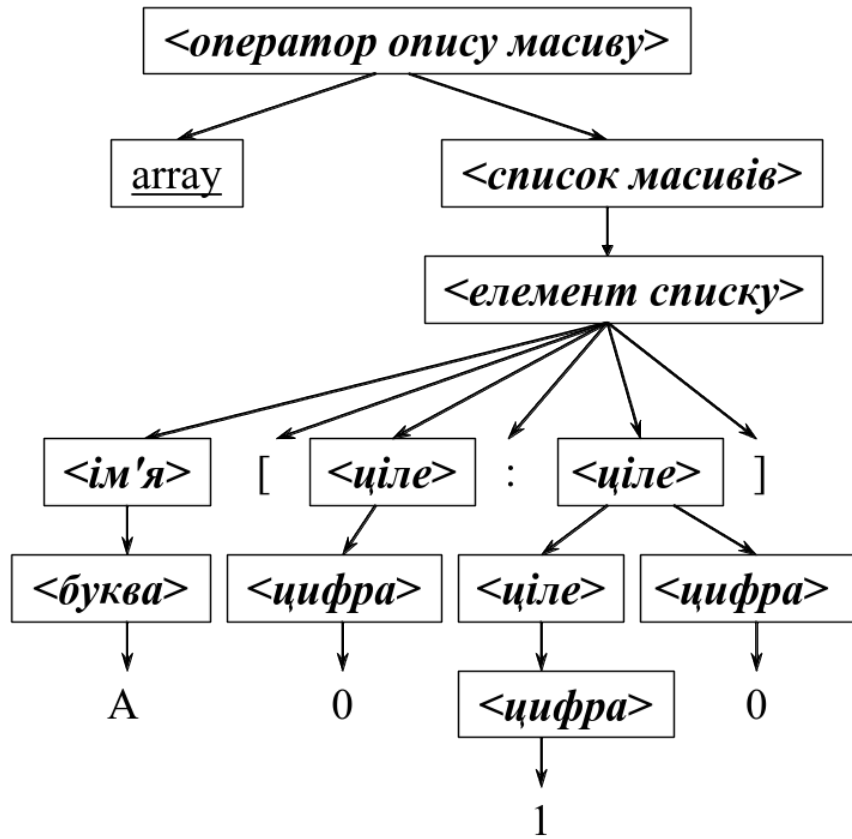 <оператор опису масиву>
array <список масивів>
<елемент списку>
<ім'я> [ <ціле> : <ціле> ]
<буква> <цифра> <ціле> <цифра>
A 0 <цифра> 0
1